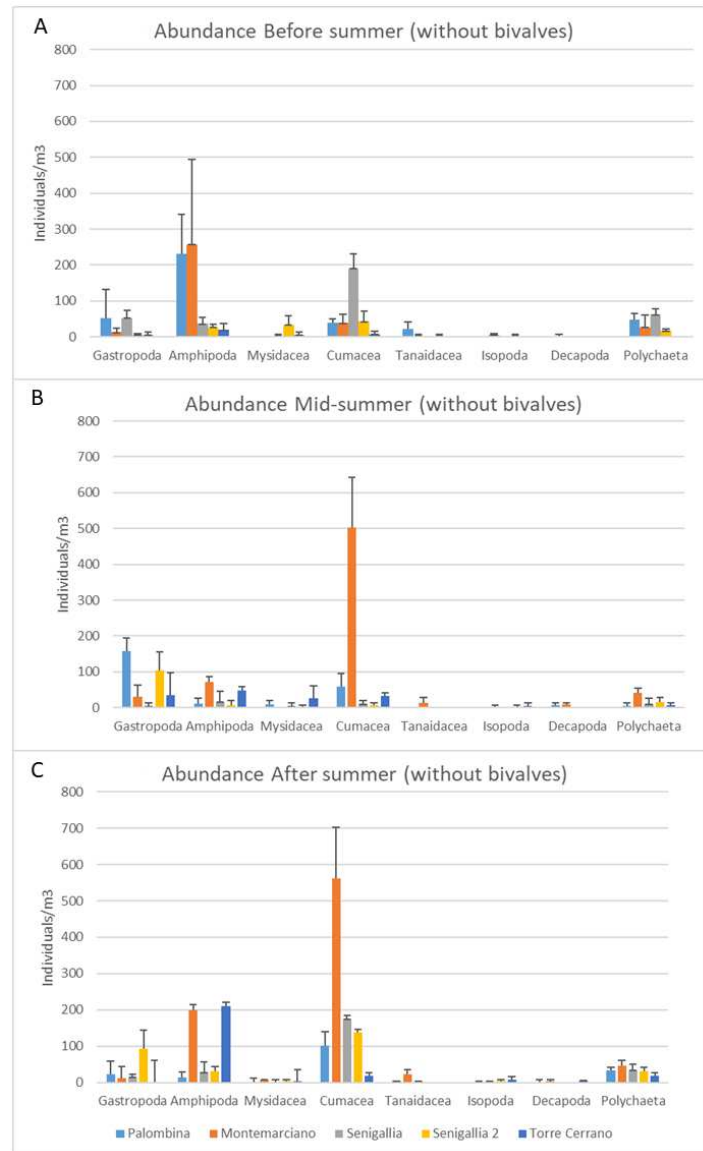 A
Abundance Before summer (without bivalves)
800
700
600
500
400
300
200
100
0
Individuals/m3
Gastropoda Amphipoda Mysidacea Cumacea Tanaidacea Isopoda Decapoda Polychaeta
B
Abundance Mid-summer (without bivalves)
800
700
600
500
400
300
200
100
0
Individuals/m3
Gastropoda Amphipoda Mysidacea Cumacea Tanaidacea Isopoda Decapoda Polychaeta
C
Abundance After summer (without bivalves)
800
700
600
500
400
300
200
100
0
Individuals/m3
Gastropoda Amphipoda Mysidacea Cumacea Tanaidacea Isopoda Decapoda Polychaeta
Palombina Montemarciano Senigallia Senigallia 2 Torre Cerrano